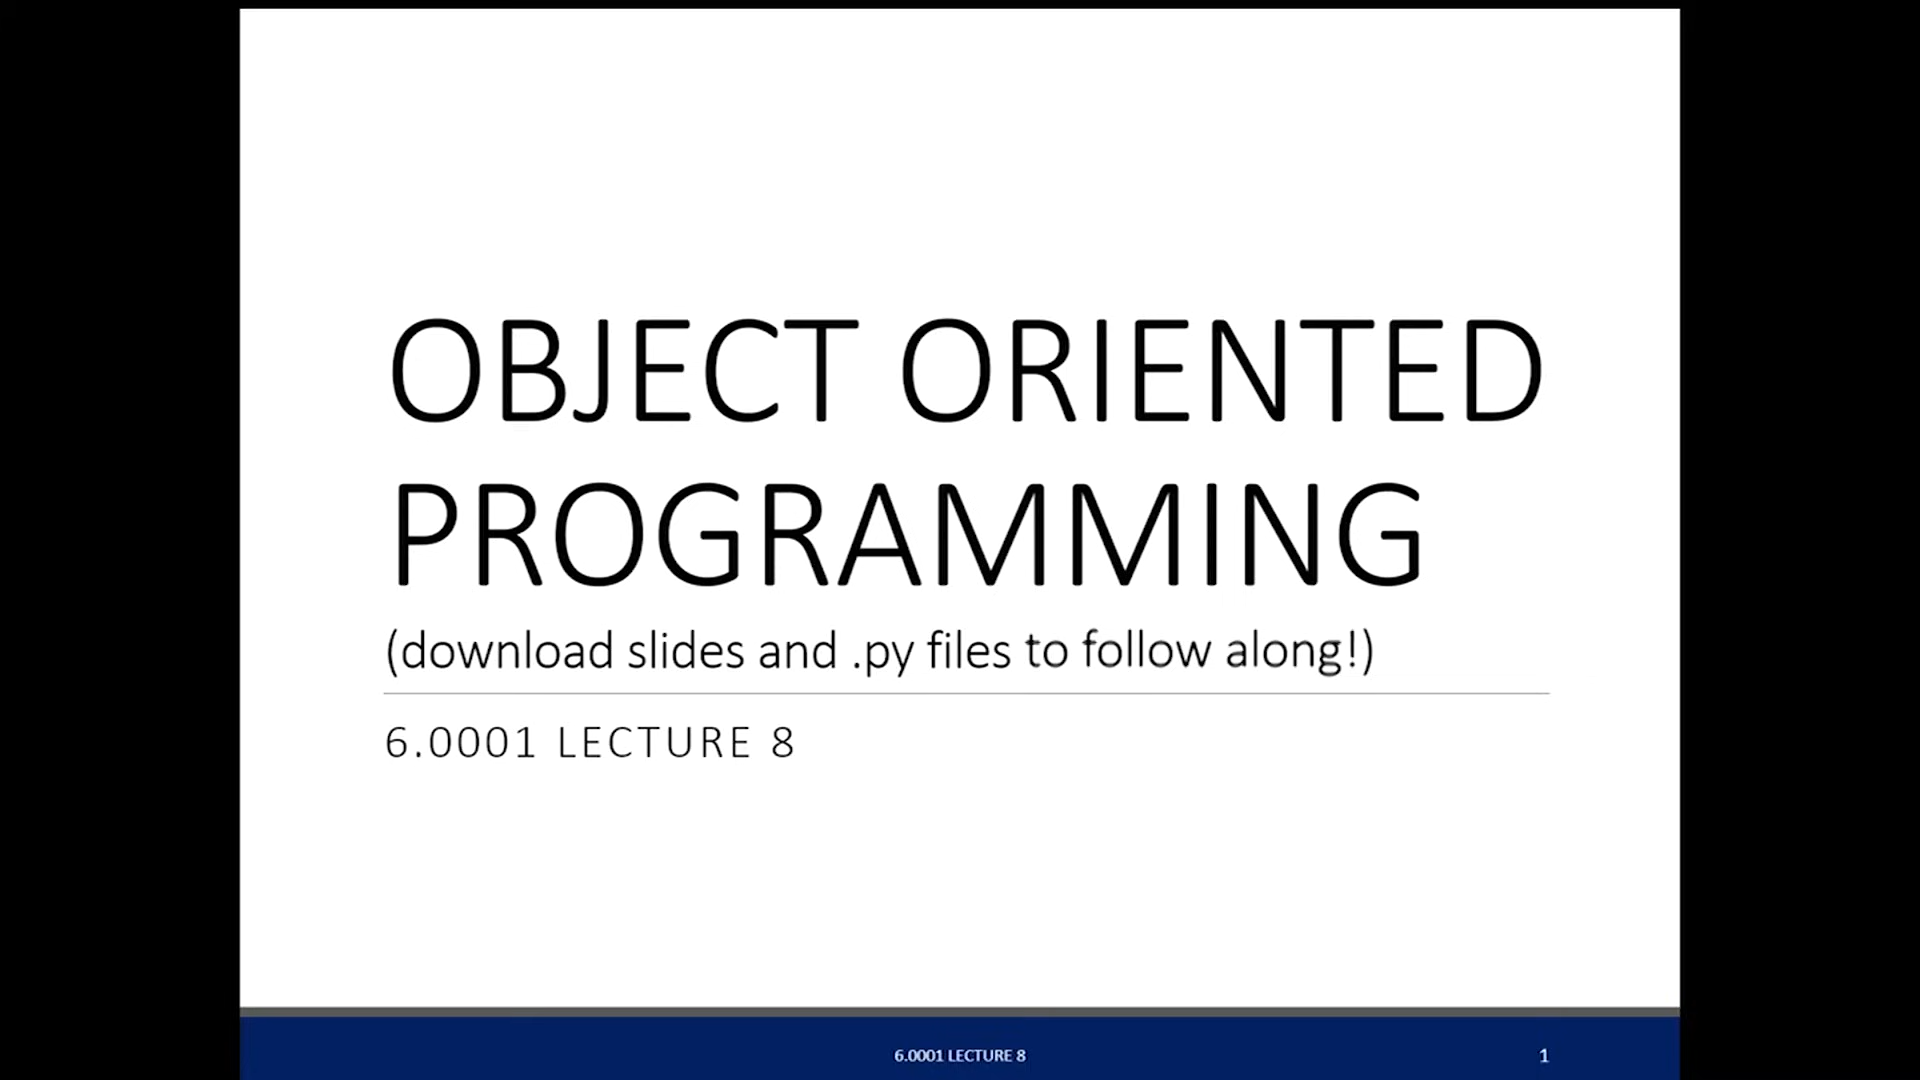 OBJECT ORIENTED
PROGRAMMING
(download slides and .py files to follow along!)
6.0001 LECTURE 8
6.0001 LECTURE 8
1